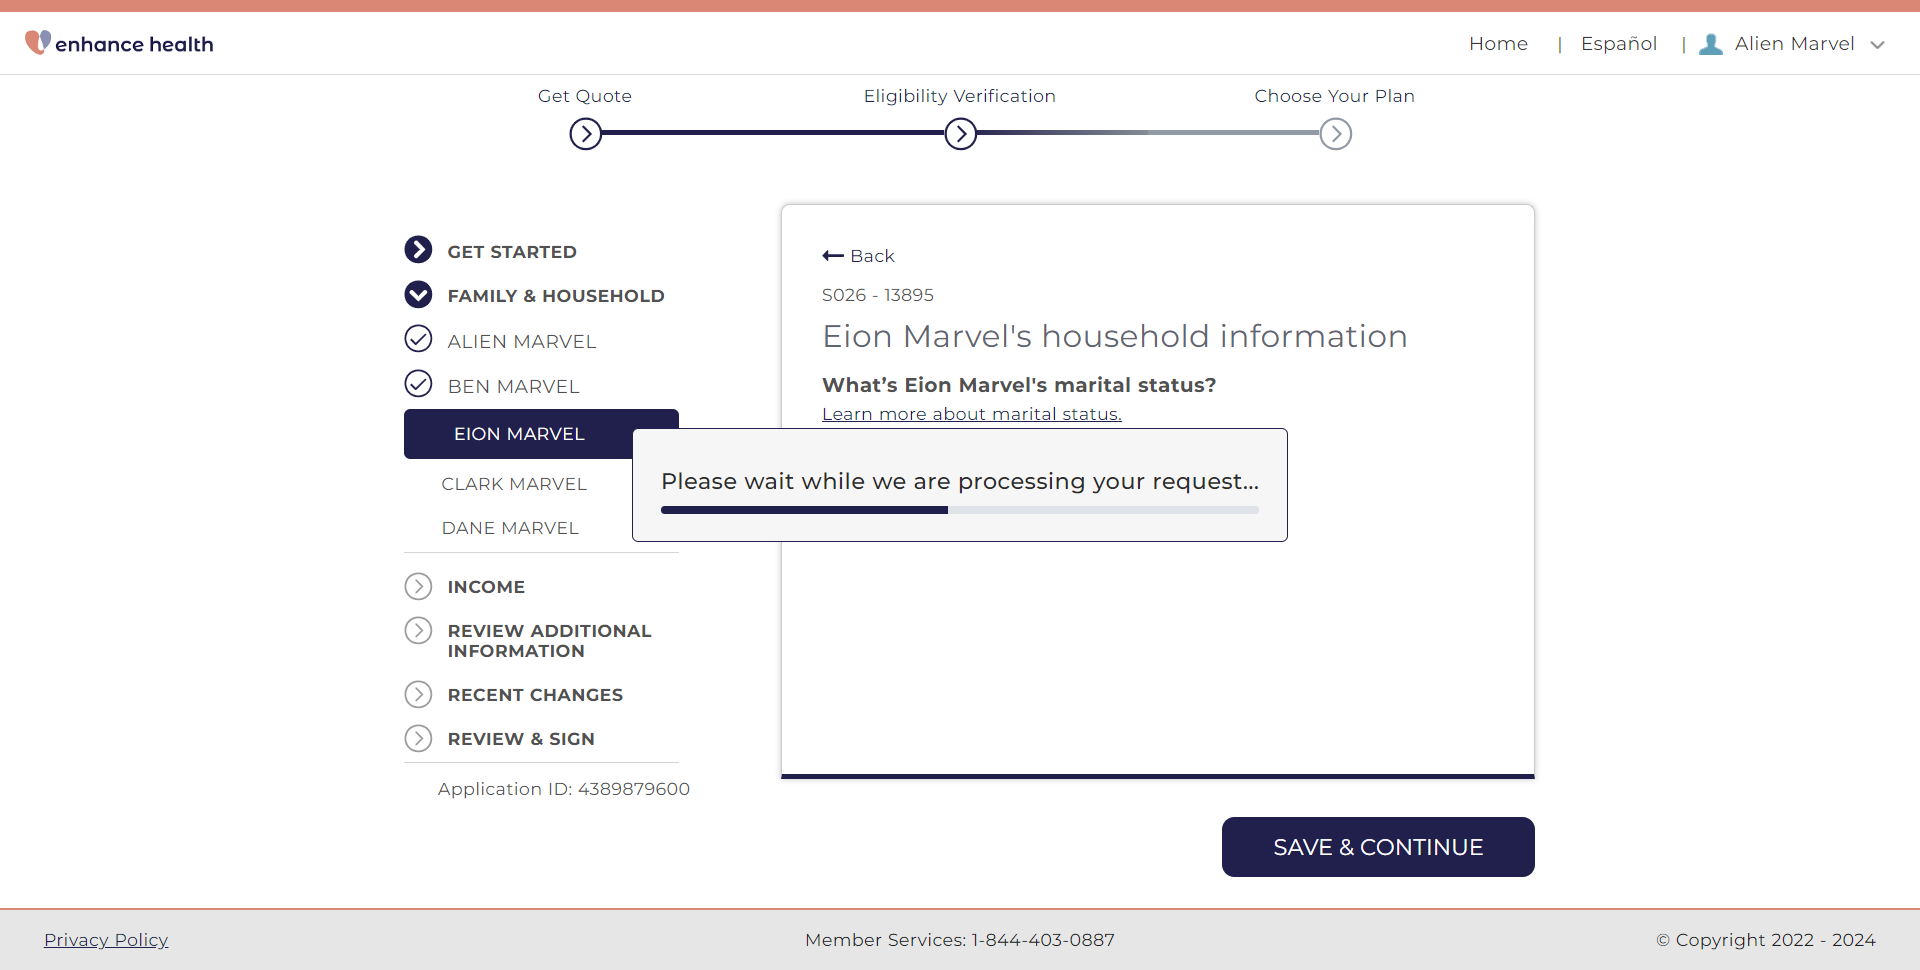 enhance health
Home | Español | Alien Marvel
Get Quote
Eligibility Verification
Choose Your Plan
GET STARTED
FAMILY & HOUSEHOLD
ALIEN MARVEL
BEN MARVEL
EION MARVEL
CLARK MARVEL
DANE MARVEL
INCOME
REVIEW ADDITIONAL
INFORMATION
RECENT CHANGES
REVIEW & SIGN
Application ID: 4389879600
Back
S026 - 13895
Eion Marvel's household information
What’s Eion Marvel's marital status?
Learn more about marital status.
Please wait while we are processing your request...
SAVE & CONTINUE
Privacy Policy
Member Services: 1-844-403-0887
© Copyright 2022 - 2024